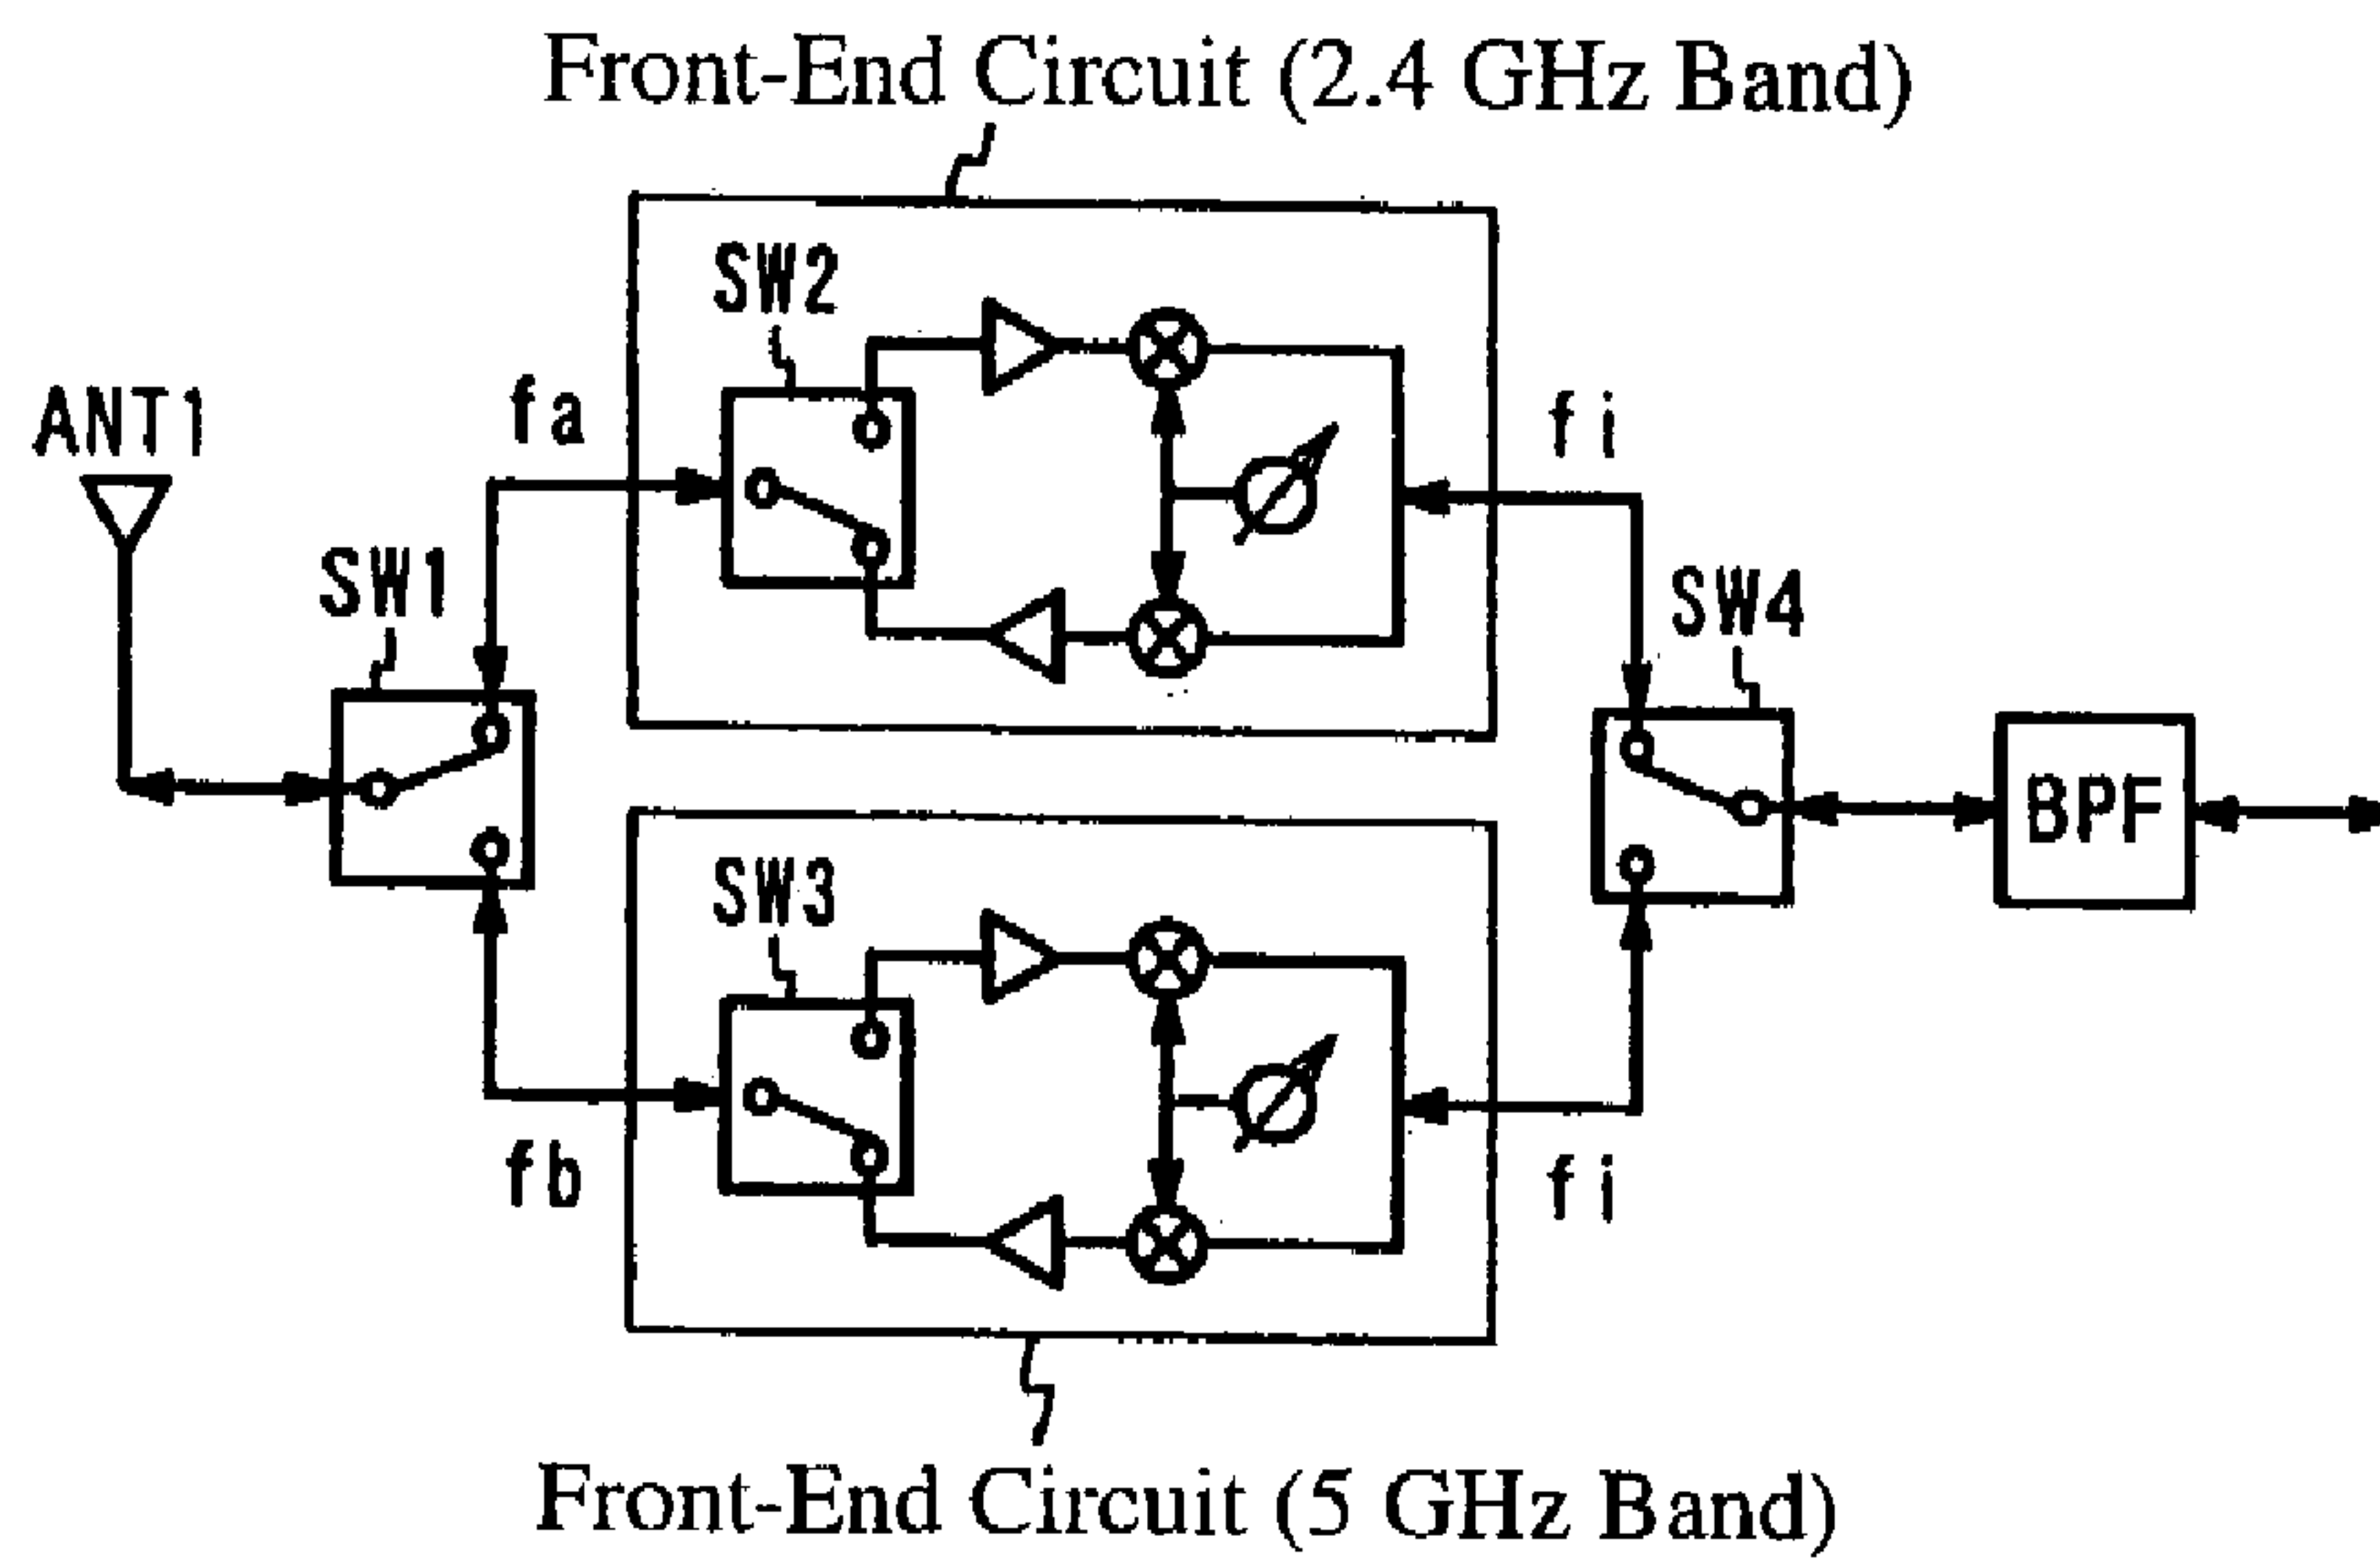 Front-End Circuit (2.4 GHz Band)
SW2
ANT1
fa
fi
SW1
SW4
BPF
SW3
fb
fi
Front-End Circuit (5 GHz Band)